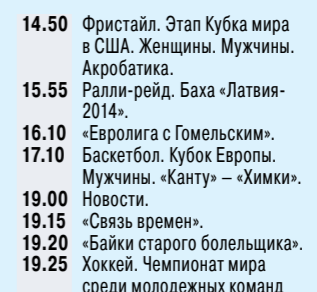 14.50 Фристайл. Этап Кубка мира
в США. Женщины. Мужчины.
Акробатика.
15.55 Ралли-рейд. Баха «Латвия-
2014».
16.10 «Евролига с Гомельским».
17.10 Баскетбол. Кубок Европы.
Мужчины. «Канту» – «Химки».
19.00 Новости.
19.15 «Связь времен».
19.20 «Байки старого болельщика».
19.25 Хоккей. Чемпионат мира
среди молодежных команд